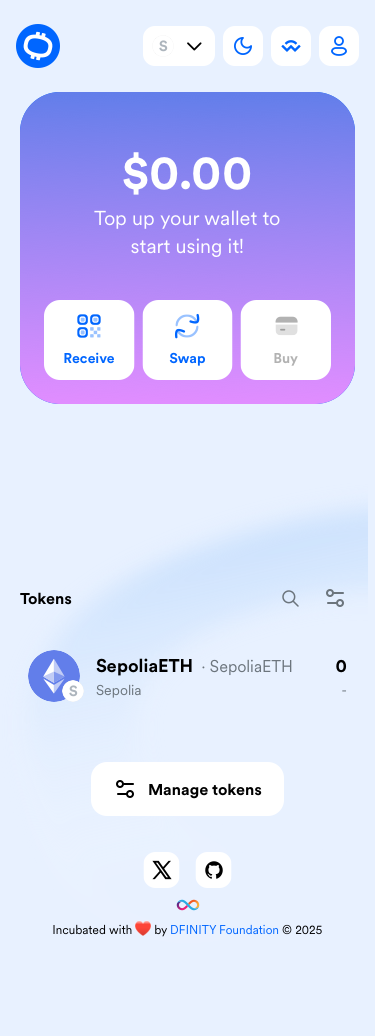 S
$0.00
Top up your wallet to
start using it!
Receive
Swap
Buy
Tokens
SepoliaETH · SepoliaETH
0
S
Sepolia
-
Manage tokens
Incubated with ❤️ by DFINITY Foundation © 2025